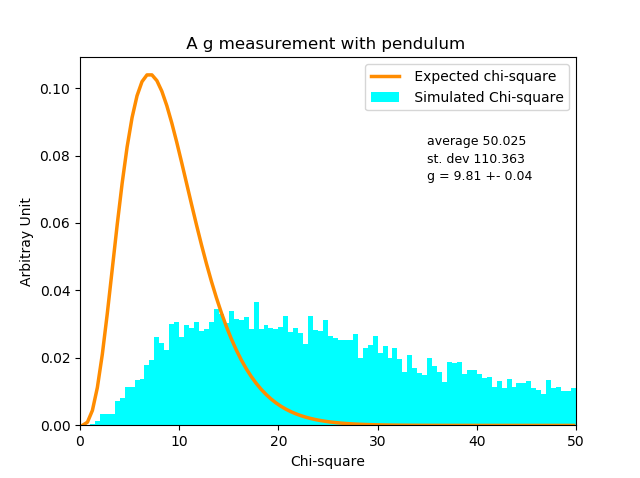 A g measurement with pendulum
Expected chi-square
Simulated Chi-square
average 50.025
st. dev 110.363
g = 9.81 +- 0.04
Arbitray Unit
0.10
0.08
0.06
0.04
0.02
0.00
0 10 20 30 40 50
Chi-square